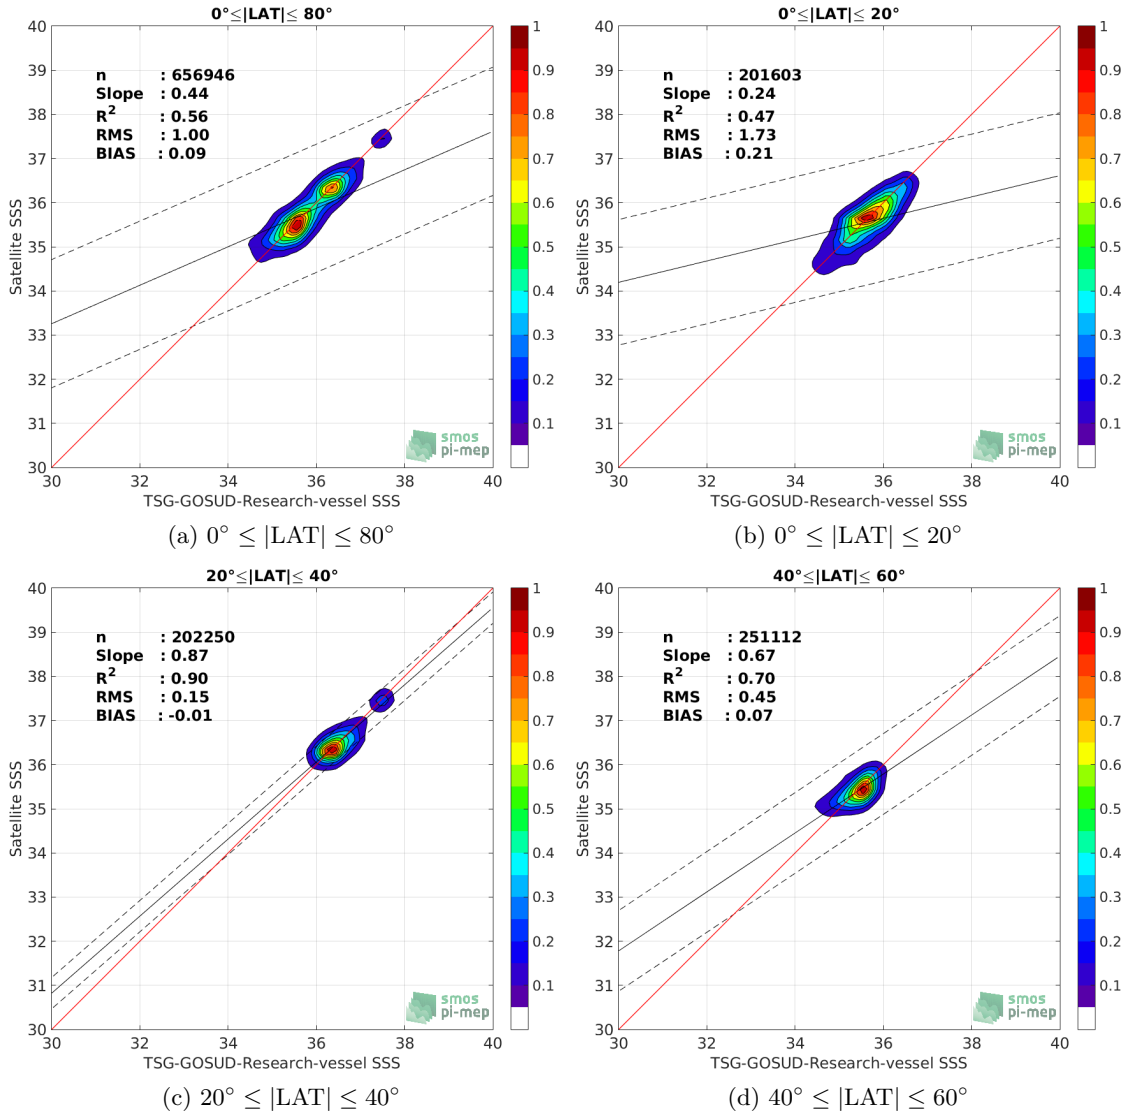 0°≤|LAT|≤ 80°
n : 656946
Slope : 0.44
R² : 0.56
RMS : 1.00
BIAS : 0.09
40
39
38
37
36
35
34
33
32
31
30
Satellite SSS
30 32 34 36 38 40
TSG-GOSUD-Research-vessel SSS
1
0.9
0.8
0.7
0.6
0.5
0.4
0.3
0.2
0.1
smos
pi-mep
(a) 0° ≤ |LAT| ≤ 80°
0°≤|LAT|≤ 20°
n : 201603
Slope : 0.24
R² : 0.47
RMS : 1.73
BIAS : 0.21
40
39
38
37
36
35
34
33
32
31
30
Satellite SSS
30 32 34 36 38 40
TSG-GOSUD-Research-vessel SSS
1
0.9
0.8
0.7
0.6
0.5
0.4
0.3
0.2
0.1
smos
pi-mep
(b) 0° ≤ |LAT| ≤ 20°
20°≤|LAT|≤ 40°
n : 202250
Slope : 0.87
R² : 0.90
RMS : 0.15
BIAS : -0.01
40
39
38
37
36
35
34
33
32
31
30
Satellite SSS
30 32 34 36 38 40
TSG-GOSUD-Research-vessel SSS
1
0.9
0.8
0.7
0.6
0.5
0.4
0.3
0.2
0.1
smos
pi-mep
(c) 20° ≤ |LAT| ≤ 40°
40°≤|LAT|≤ 60°
n : 251112
Slope : 0.67
R² : 0.70
RMS : 0.45
BIAS : 0.07
40
39
38
37
36
35
34
33
32
31
30
Satellite SSS
30 32 34 36 38 40
TSG-GOSUD-Research-vessel SSS
1
0.9
0.8
0.7
0.6
0.5
0.4
0.3
0.2
0.1
smos
pi-mep
(d) 40° ≤ |LAT| ≤ 60°